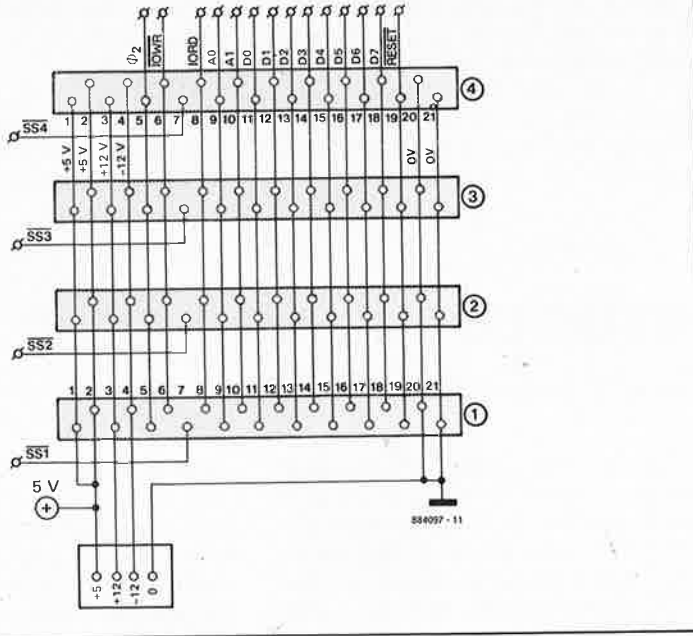 Φ2 IOWR IORD A0 A1 D0 D1 D2 D3 D4 D5 D6 D7 RESET
④
1 2 3 4 5 6 7 8 9 10 11 12 13 14 15 16 17 18 19 20 21
SS4
+5 V +5 V +12 V -12 V 0V 0V
③
SS3
②
SS2
1 2 3 4 5 6 7 8 9 10 11 12 13 14 15 16 17 18 19 20 21
①
SS1
5 V
+
884097 - 11
+5 +12 -12 0